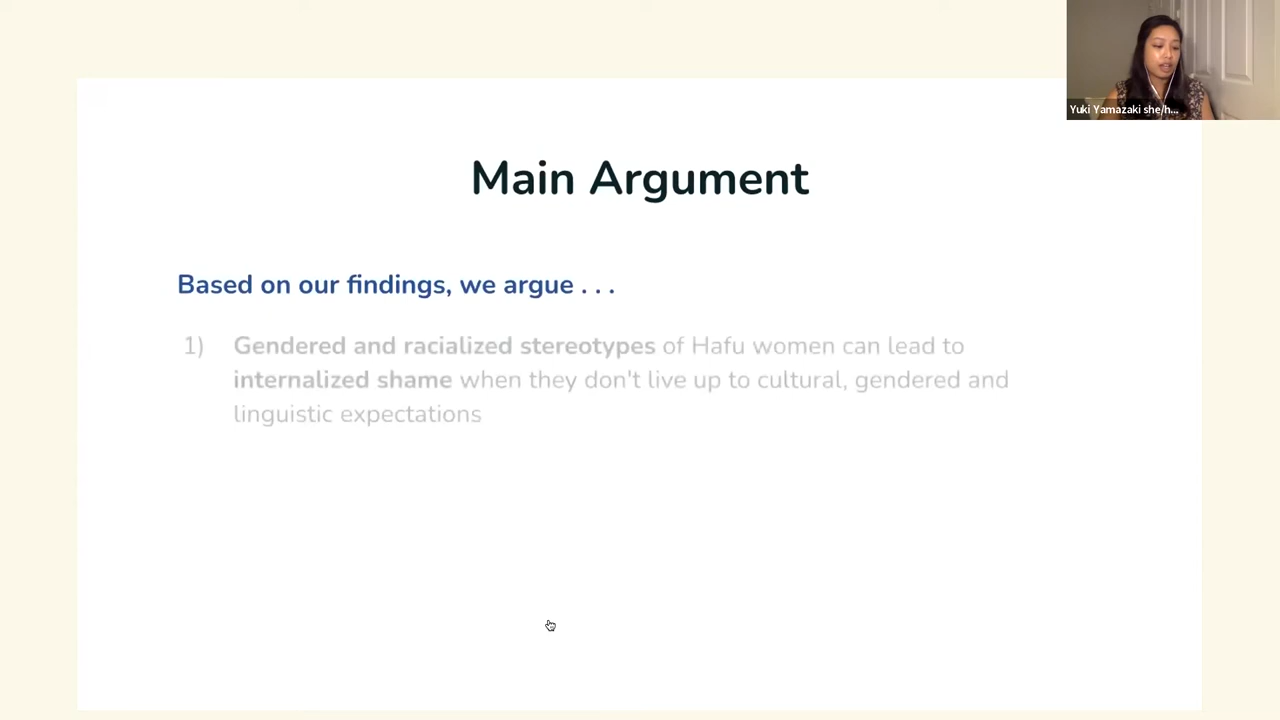 Yuki Yamazaki she/h...
Main Argument
Based on our findings, we argue . . .
1) Gendered and racialized stereotypes of Hafu women can lead to
internalized shame when they don't live up to cultural, gendered and
linguistic expectations